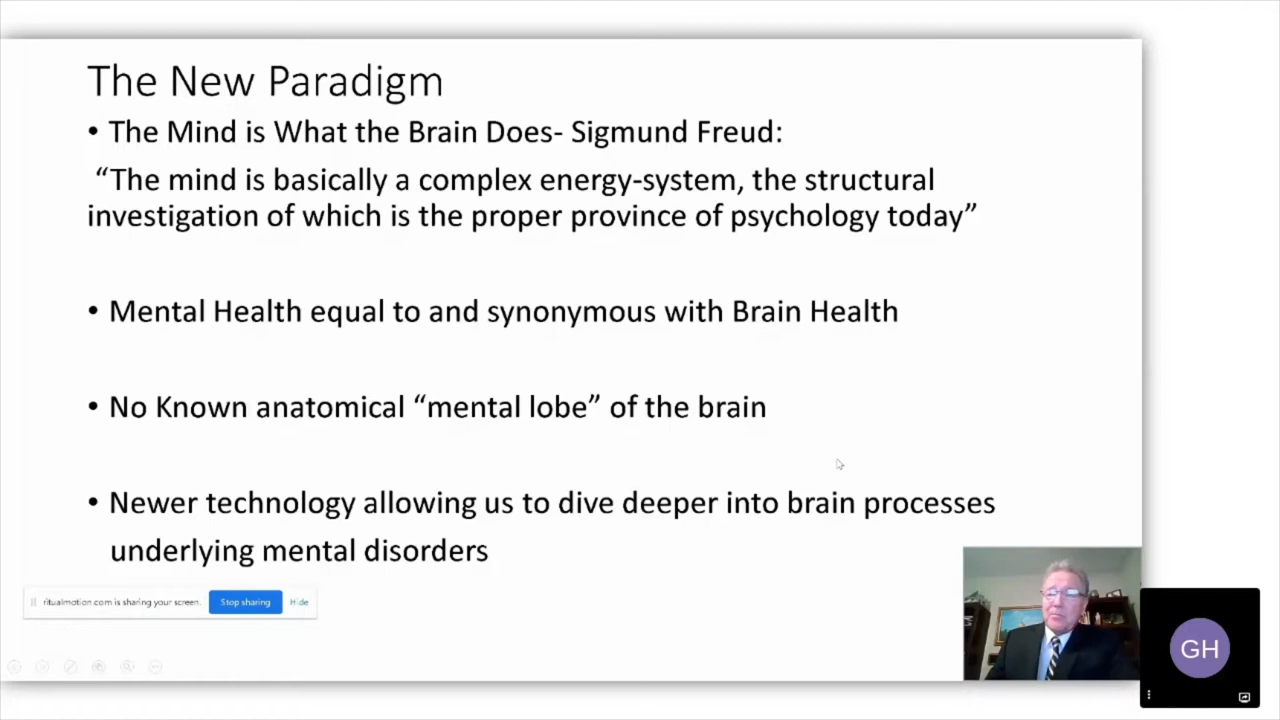 The New Paradigm
• The Mind is What the Brain Does- Sigmund Freud:
“The mind is basically a complex energy-system, the structural
investigation of which is the proper province of psychology today”
• Mental Health equal to and synonymous with Brain Health
• No Known anatomical “mental lobe” of the brain
• Newer technology allowing us to dive deeper into brain processes
underlying mental disorders
ritualmotion.com is sharing your screen. Stop sharing Hide
GH